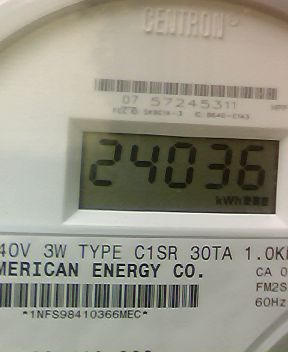 CENTRON®
07 57245311
24036
kWh
40V 3W TYPE C1SR 30TA 1.0K
MERICAN ENERGY CO.
CA 0
FM2S
60Hz
*1NFS98410366MEC*